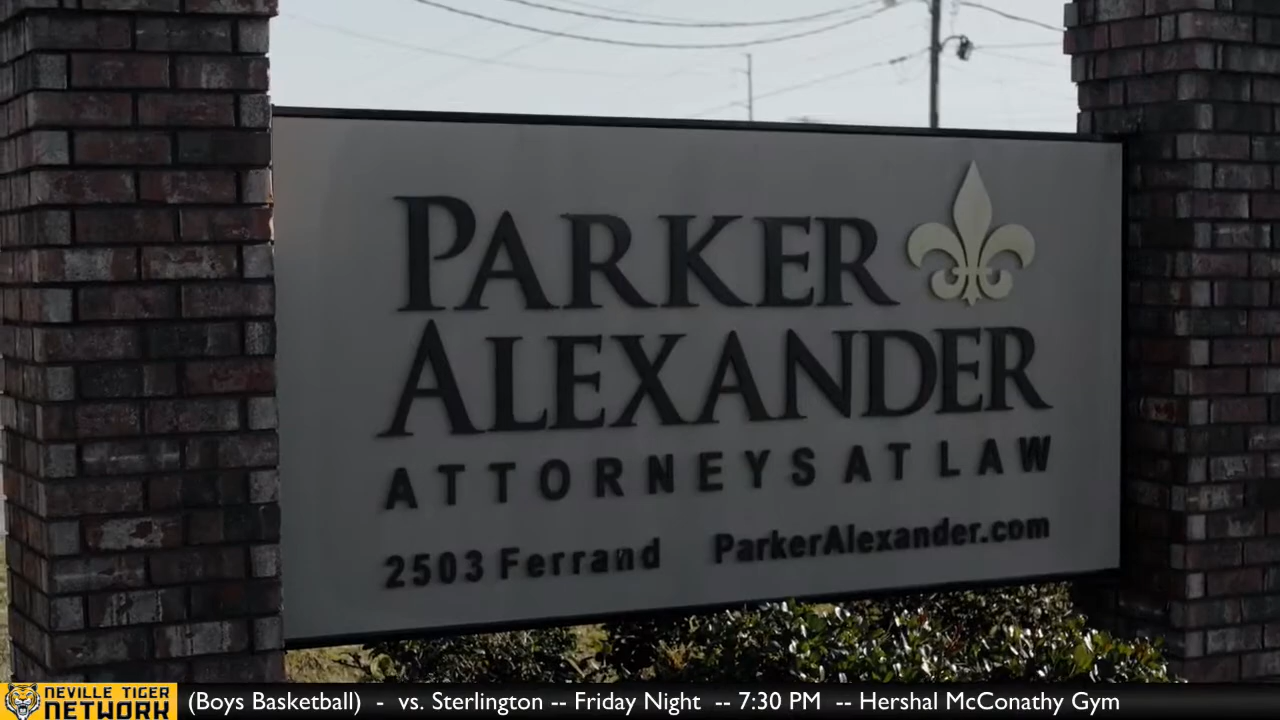 PARKER
ALEXANDER
ATTORNEYS AT LAW
2503 Ferrand ParkerAlexander.com
NEVILLE TIGER
NETWORK
(Boys Basketball) - vs. Sterlington -- Friday Night -- 7:30 PM -- Hershal McConathy Gym